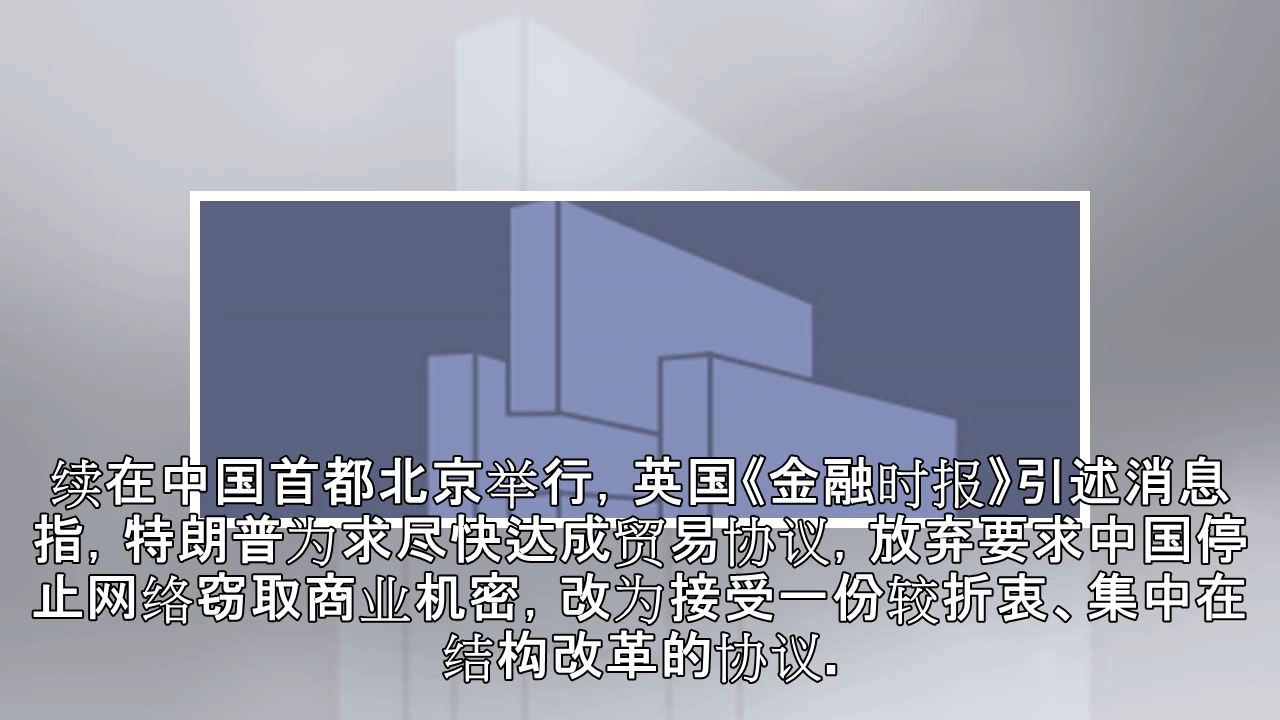 续在中国首都北京举行, 英国《金融时报》引述消息
指, 特朗普为求尽快达成贸易协议, 放弃要求中国停
止网络窃取商业机密, 改为接受一份较折衷、集中在
结构改革的协议.